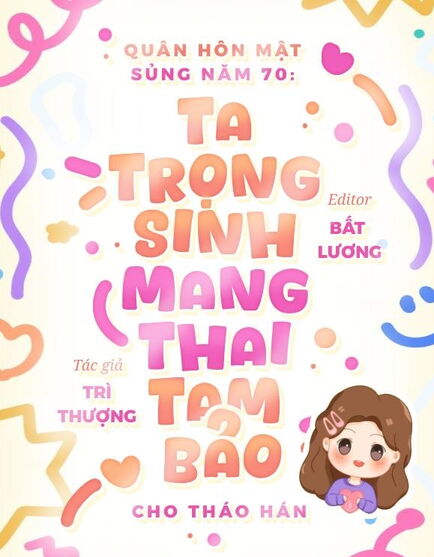 QUÂN HÔN MẬT
SỦNG NĂM 70:
TA
TRỌNG
SINH
Editor
BẤT
LƯƠNG
MANG
THAI
Tác giả
TRÌ
THƯỢNG
TAM
BẢO
CHO THÁO HÁN